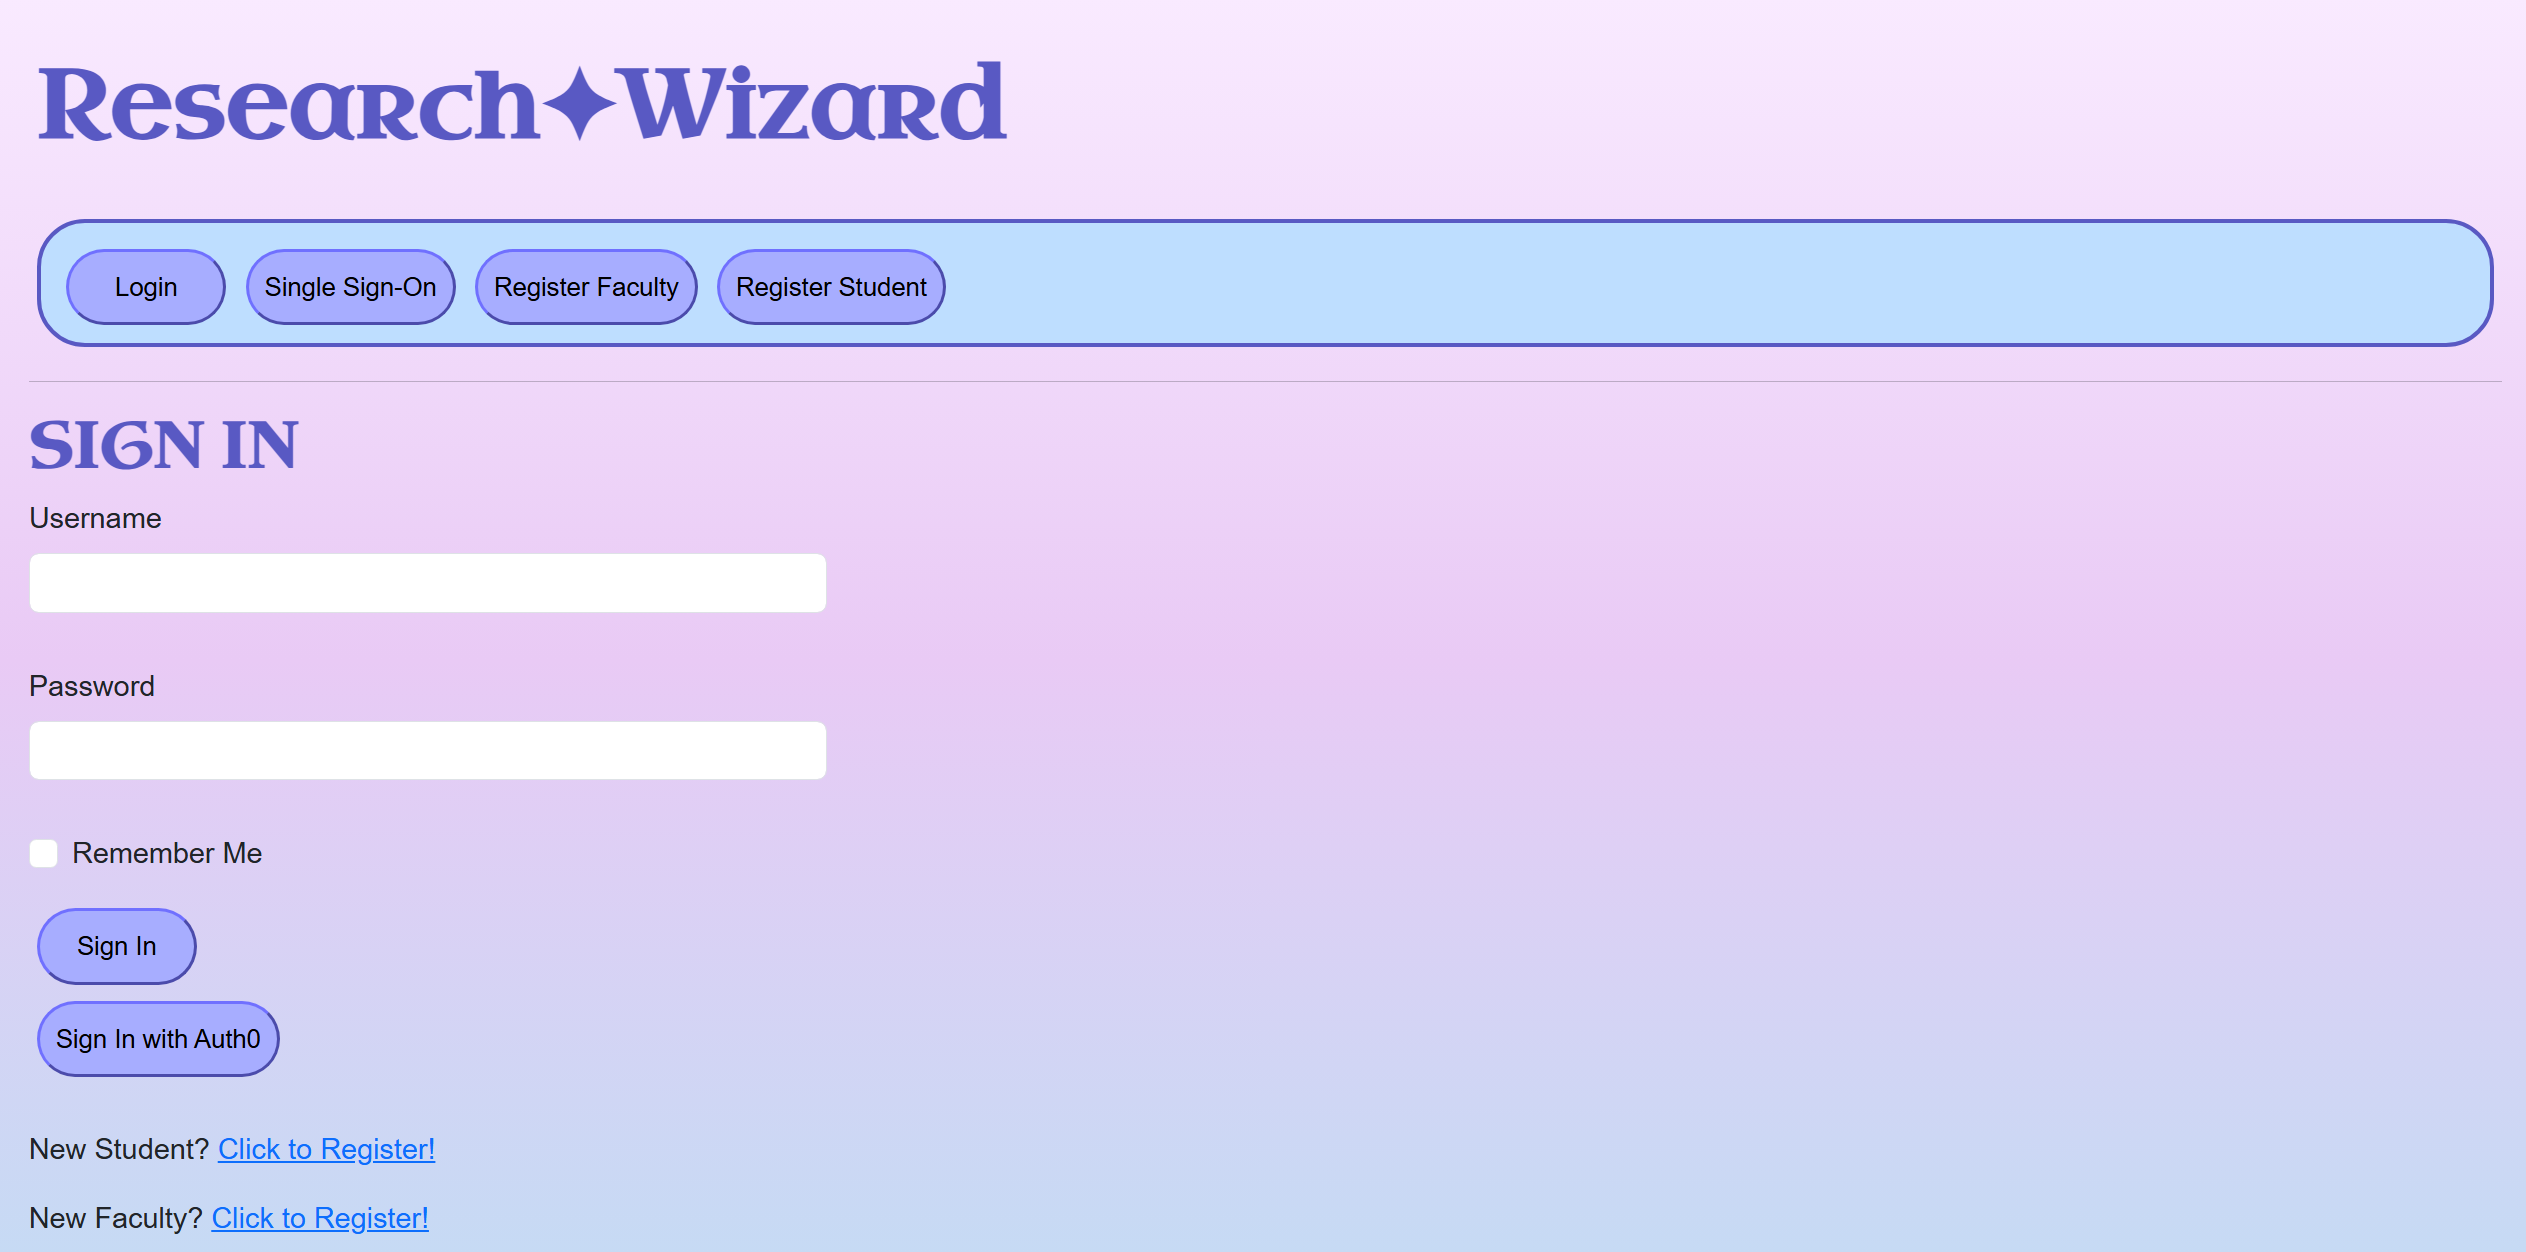 Research✦Wizard
Login Single Sign-On Register Faculty Register Student
SIGN IN
Username
Password
Remember Me
Sign In
Sign In with Auth0
New Student? Click to Register!
New Faculty? Click to Register!